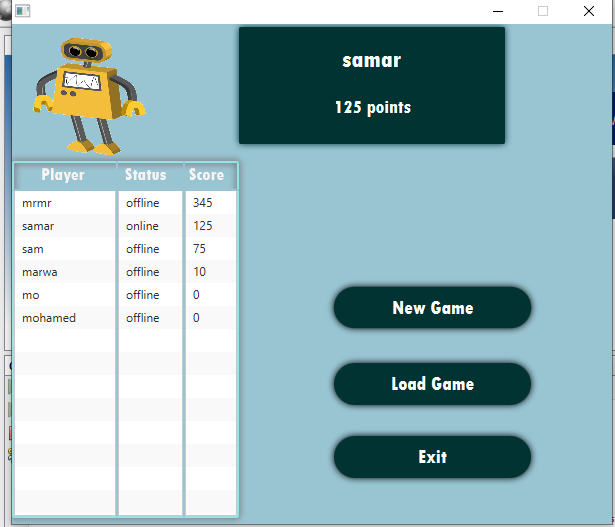 samar
125 points
Player Status Score
mrmr offline 345
samar online 125
sam offline 75
marwa offline 10
mo offline 0
mohamed offline 0
New Game
Load Game
Exit